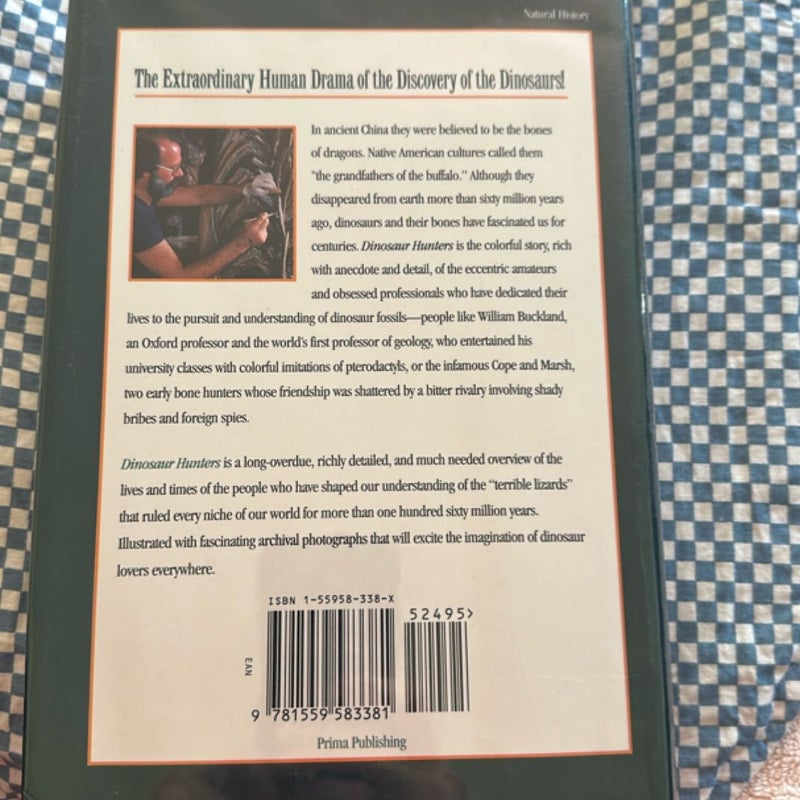 Natural History
The Extraordinary Human Drama of the Discovery of the Dinosaurs!
In ancient China they were believed to be the bones
of dragons. Native American cultures called them
"the grandfathers of the buffalo." Although they
disappeared from earth more than sixty million years
ago, dinosaurs and their bones have fascinated us for
centuries. Dinosaur Hunters is the colorful story, rich
with anecdote and detail, of the eccentric amateurs
and obsessed professionals who have dedicated their
lives to the pursuit and understanding of dinosaur fossils—people like William Buckland,
an Oxford professor and the world's first professor of geology, who entertained his
university classes with colorful imitations of pterodactyls, or the infamous Cope and Marsh,
two early bone hunters whose friendship was shattered by a bitter rivalry involving shady
bribes and foreign spies.
Dinosaur Hunters is a long-overdue, richly detailed, and much needed overview of the
lives and times of the people who have shaped our understanding of the "terrible lizards"
that ruled every niche of our world for more than one hundred sixty million years.
Illustrated with fascinating archival photographs that will excite the imagination of dinosaur
lovers everywhere.
ISBN 1-55958-338-X
52495>
EAN
9 781559 583381
Prima Publishing